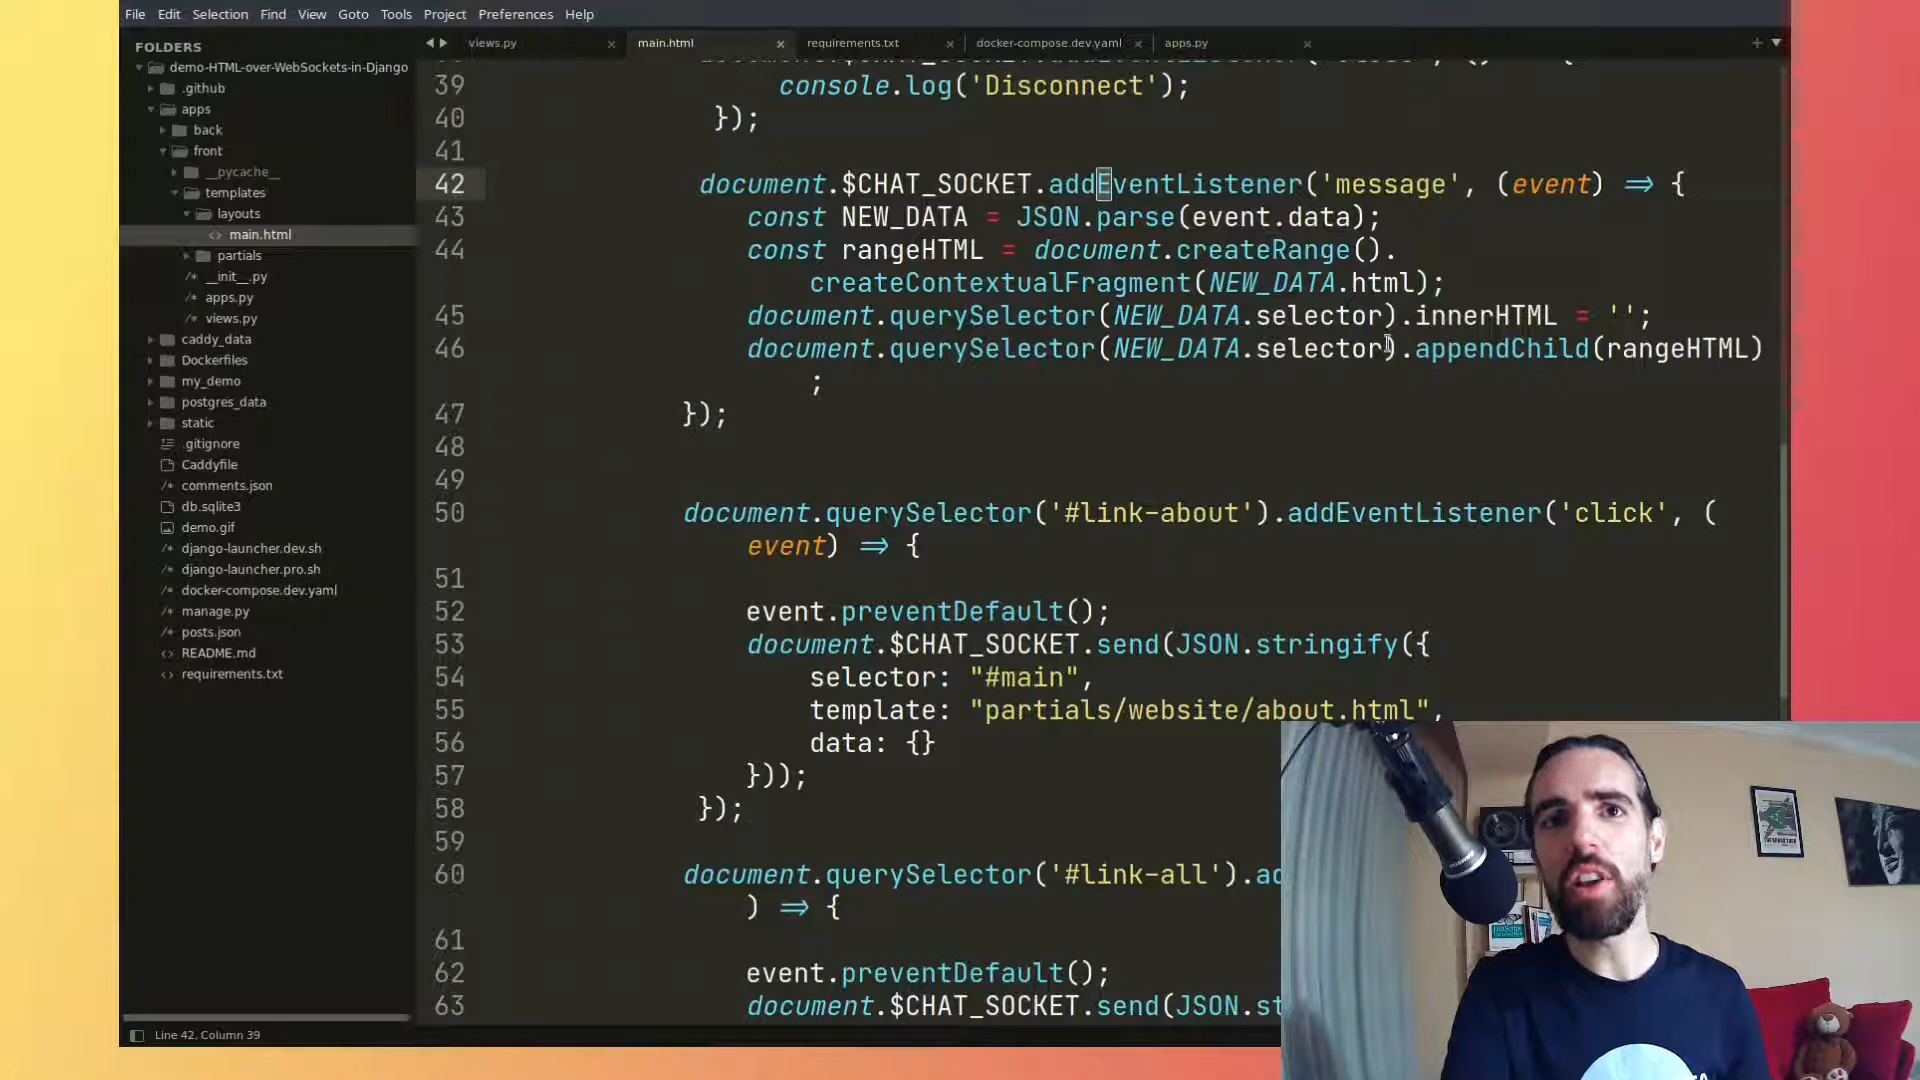 File Edit Selection Find View Goto Tools Project Preferences Help
FOLDERS
demo-HTML-over-WebSockets-in-Django
.github
apps
back
front
__pycache__
templates
layouts
main.html
partials
__init__.py
apps.py
views.py
caddy_data
Dockerfiles
my_demo
postgres_data
static
.gitignore
Caddyfile
comments.json
db.sqlite3
demo.gif
django-launcher.dev.sh
django-launcher.pro.sh
docker-compose.dev.yaml
manage.py
posts.json
README.md
requirements.txt
views.py × main.html × requirements.txt × docker-compose.dev.yaml × apps.py ×
39 console.log('Disconnect');
40 });
41
42 document.$CHAT_SOCKET.addEventListener('message', (event) => {
43 const NEW_DATA = JSON.parse(event.data);
44 const rangeHTML = document.createRange().
createContextualFragment(NEW_DATA.html);
45 document.querySelector(NEW_DATA.selector).innerHTML = '';
46 document.querySelector(NEW_DATA.selector).appendChild(rangeHTML)
;
47 });
48
49
50 document.querySelector('#link-about').addEventListener('click', (
event) => {
51
52 event.preventDefault();
53 document.$CHAT_SOCKET.send(JSON.stringify({
54 selector: "#main",
55 template: "partials/website/about.html",
56 data: {}
57 }));
58 });
59
60 document.querySelector('#link-all').ad
) => {
61
62 event.preventDefault();
63 document.$CHAT_SOCKET.send(JSON.st
Line 42, Column 39